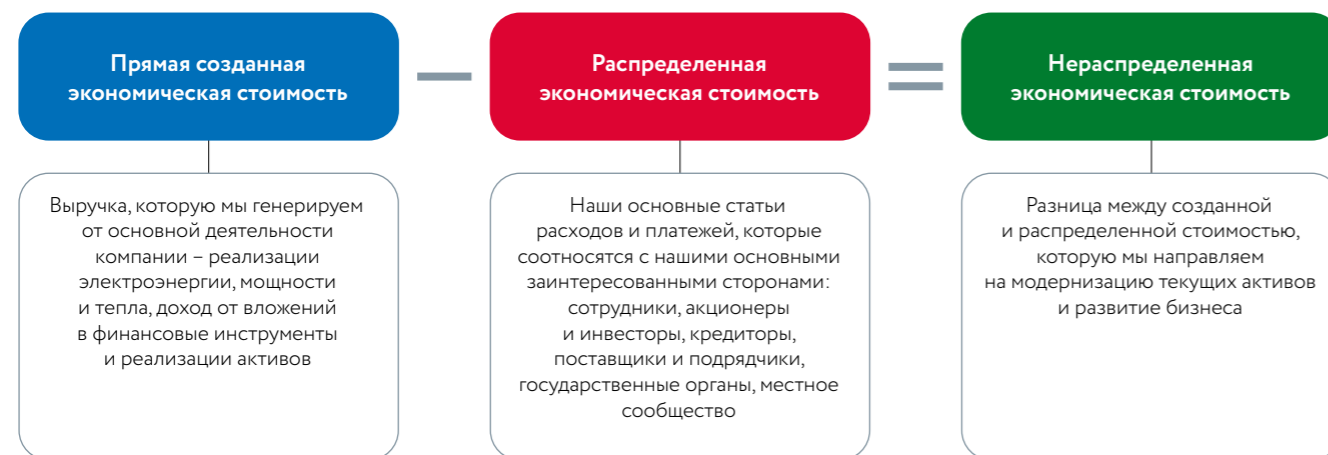 Прямая созданная
экономическая стоимость
Распределенная
экономическая стоимость
Нераспределенная
экономическая стоимость
Выручка, которую мы генерируем
от основной деятельности
компании – реализации
электроэнергии, мощности
и тепла, доход от вложений
в финансовые инструменты
и реализации активов
Наши основные статьи
расходов и платежей, которые
соотносятся с нашими основными
заинтересованными сторонами:
сотрудники, акционеры
и инвесторы, кредиторы,
поставщики и подрядчики,
государственные органы, местное
сообщество
Разница между созданной
и распределенной стоимостью,
которую мы направляем
на модернизацию текущих активов
и развитие бизнеса